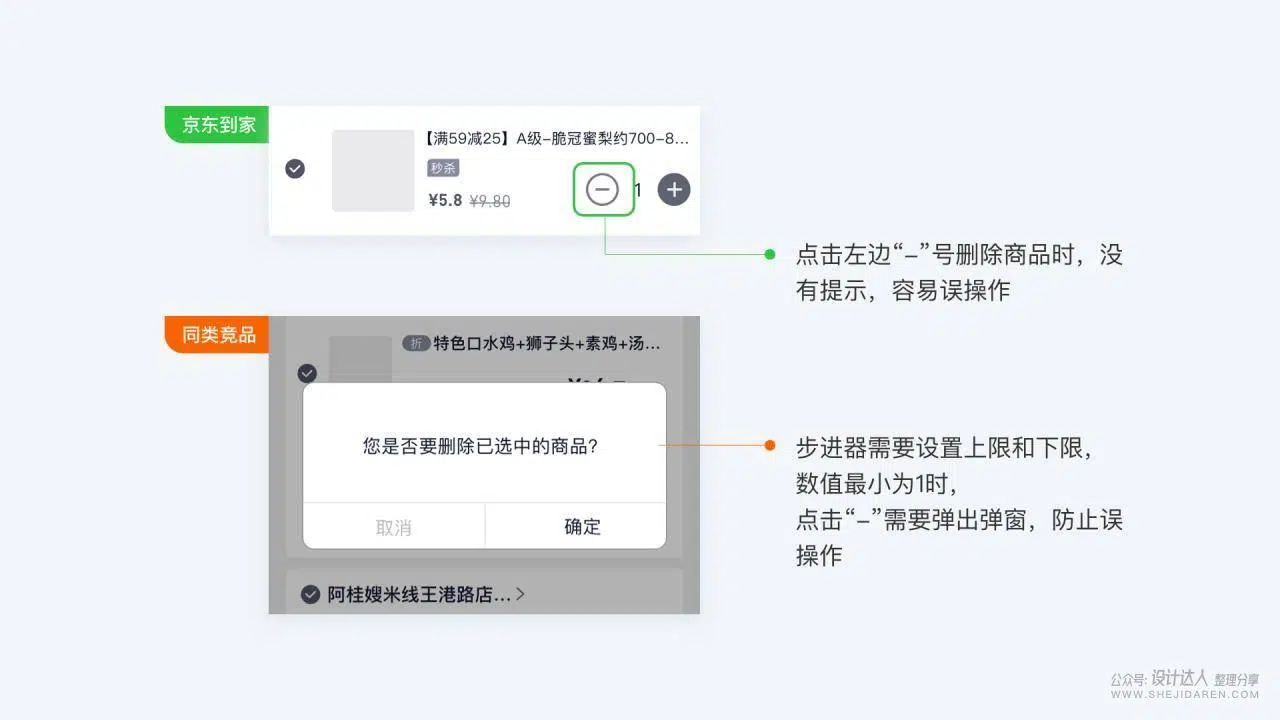 京东到家
【满59减25】A级-脆冠蜜梨约700-8...
秒杀
¥5.8 ¥9.80
1
点击左边“-”号删除商品时，没
有提示，容易误操作
同类竞品
折 特色口水鸡+狮子头+素鸡+汤...
您是否要删除已选中的商品?
取消 确定
步进器需要设置上限和下限，
数值最小为1时，
点击“-”需要弹出弹窗，防止误
操作
阿桂嫂米线王港路店...
公众号: 设计达人 整理分享
WWW.SHEJIDAREN.COM